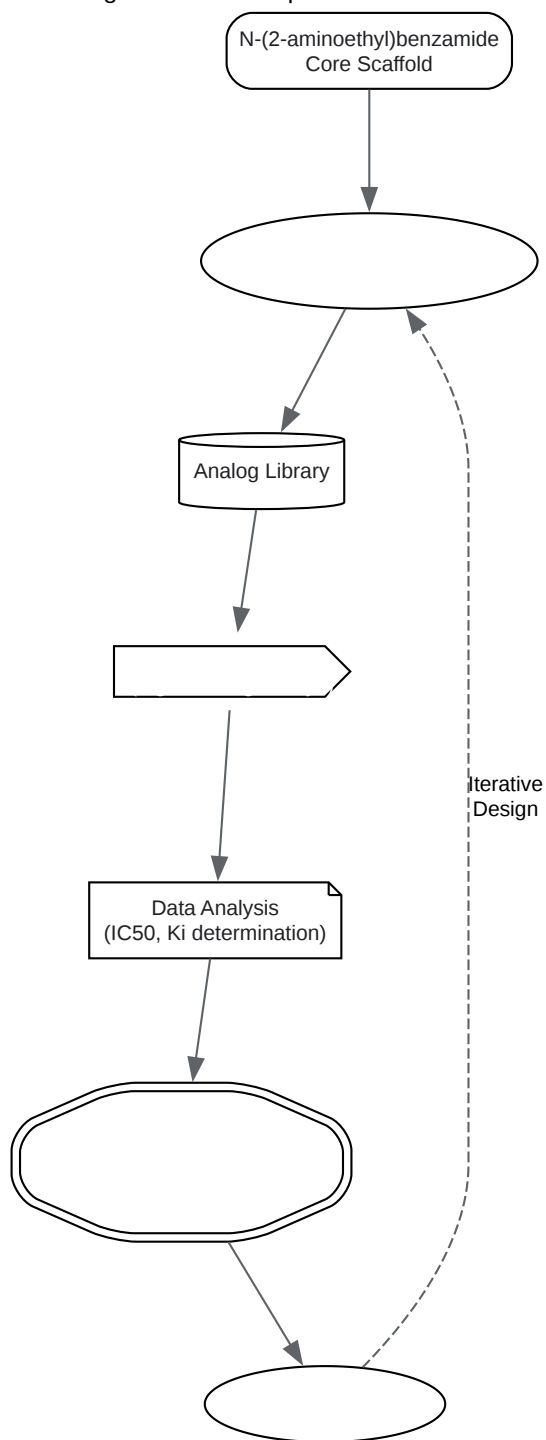 N-(2-aminoethyl)benzamide
Core Scaffold
Analog Library
Iterative
Design
Data Analysis
(IC50, Ki determination)